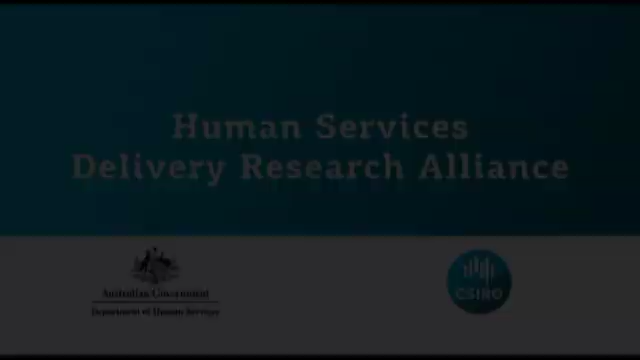 Human Services
Delivery Research Alliance
Australian Government
Department of Human Services
CSIRO